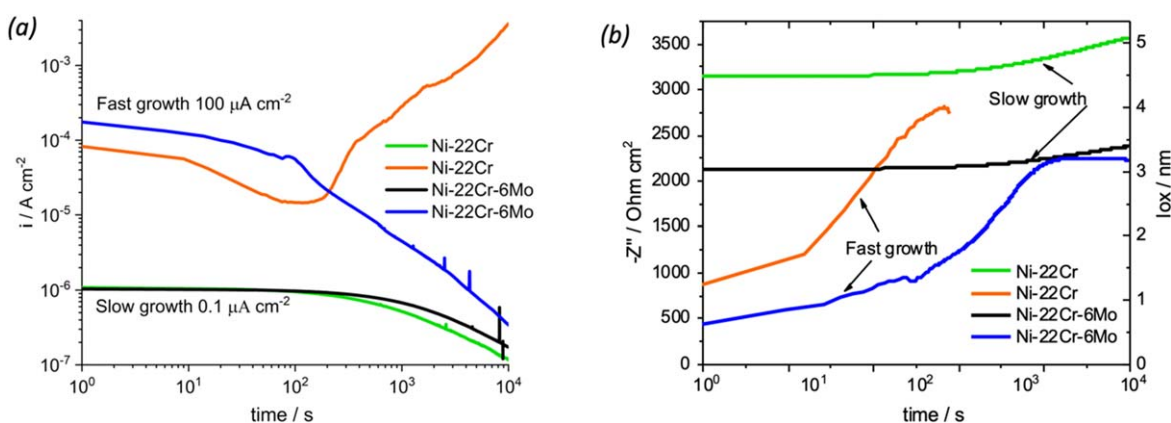 (a)
10⁻³
10⁻⁴
10⁻⁵
10⁻⁶
10⁻⁷
i / A cm⁻²
Fast growth 100 µA cm⁻²
Ni-22Cr
Ni-22Cr
Ni-22Cr-6Mo
Ni-22Cr-6Mo
Slow growth 0.1 µA cm⁻²
10⁰ 10¹ 10² 10³ 10⁴
time / s
(b)
3500
3000
2500
2000
1500
1000
500
0
-Z" / Ohm cm²
Slow growth
Fast growth
Ni-22Cr
Ni-22Cr
Ni-22Cr-6Mo
Ni-22Cr-6Mo
5
4
3
2
1
0
lox / nm
10⁰ 10¹ 10² 10³ 10⁴
time / s